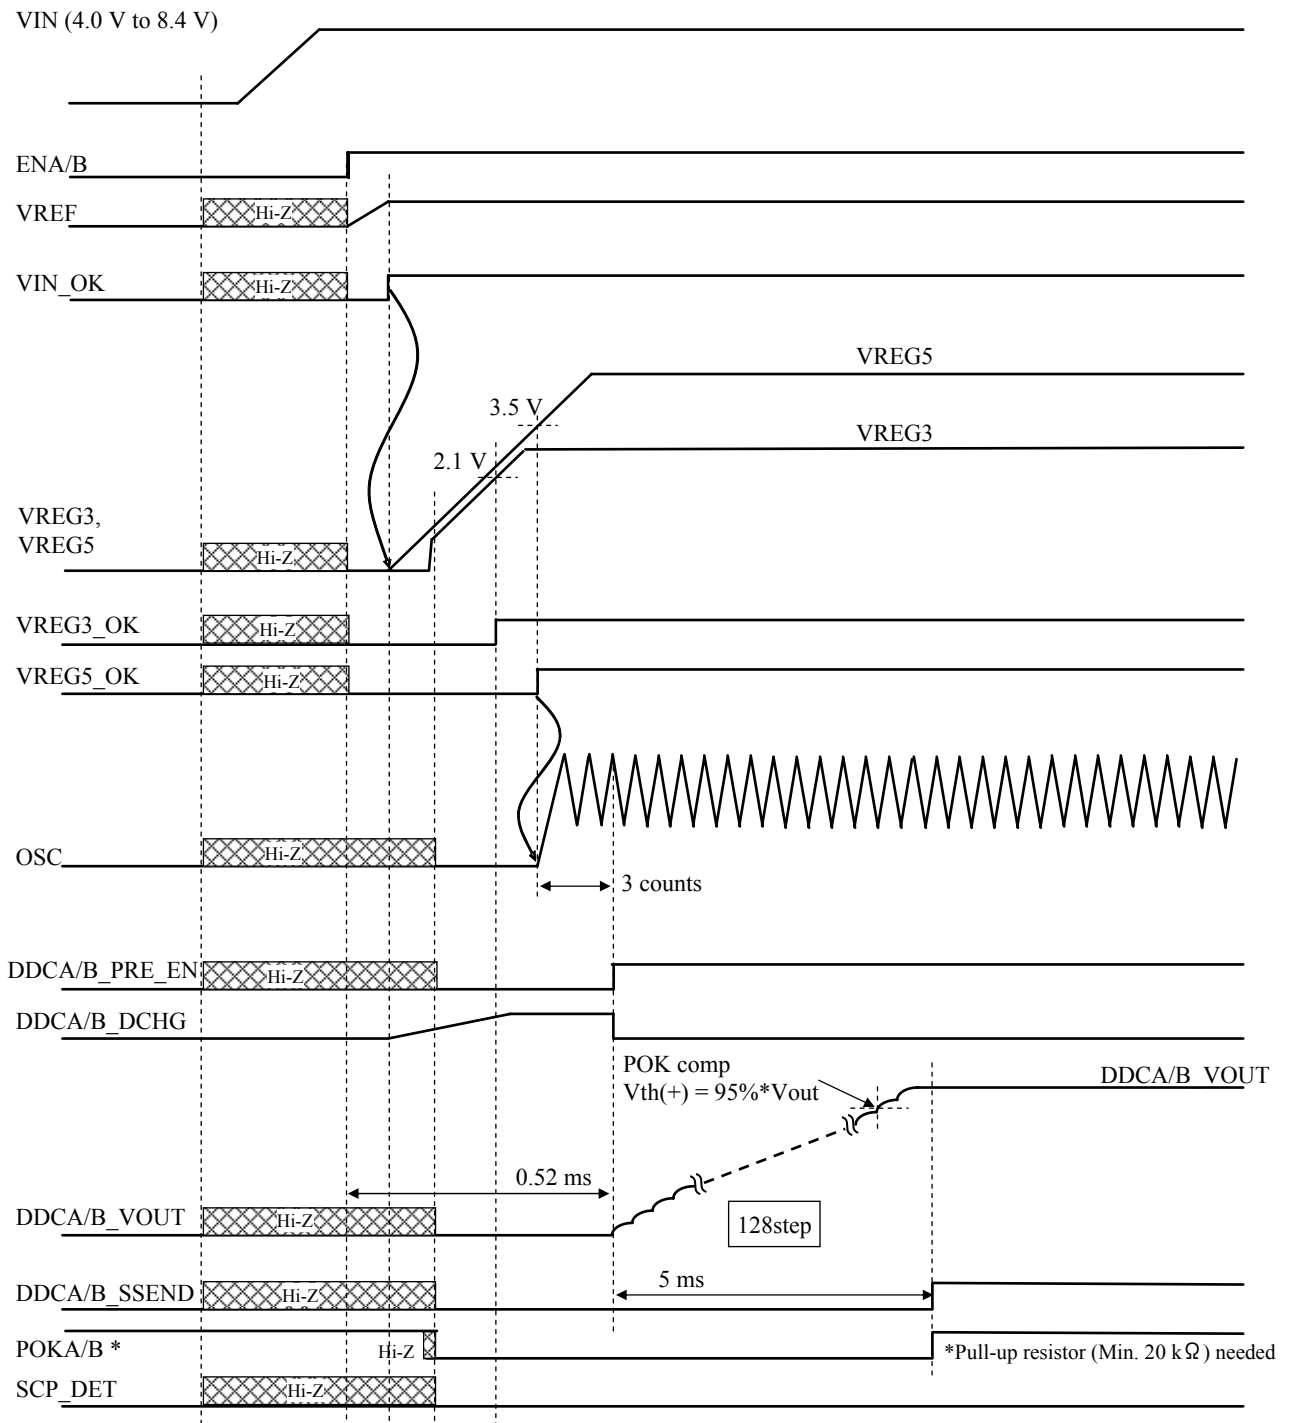 VIN (4.0 V to 8.4 V)
ENA/B
VREF
Hi-Z
VIN_OK
Hi-Z
VREG5
3.5 V
VREG3
2.1 V
VREG3,
VREG5
Hi-Z
VREG3_OK
Hi-Z
VREG5_OK
Hi-Z
OSC
Hi-Z
3 counts
DDCA/B_PRE_EN
Hi-Z
DDCA/B_DCHG
POK comp
Vth(+) = 95%*Vout
DDCA/B_VOUT
0.52 ms
DDCA/B_VOUT
Hi-Z
128step
5 ms
DDCA/B_SSEND
Hi-Z
POKA/B *
Hi-Z
*Pull-up resistor (Min. 20 kΩ) needed
SCP_DET
Hi-Z